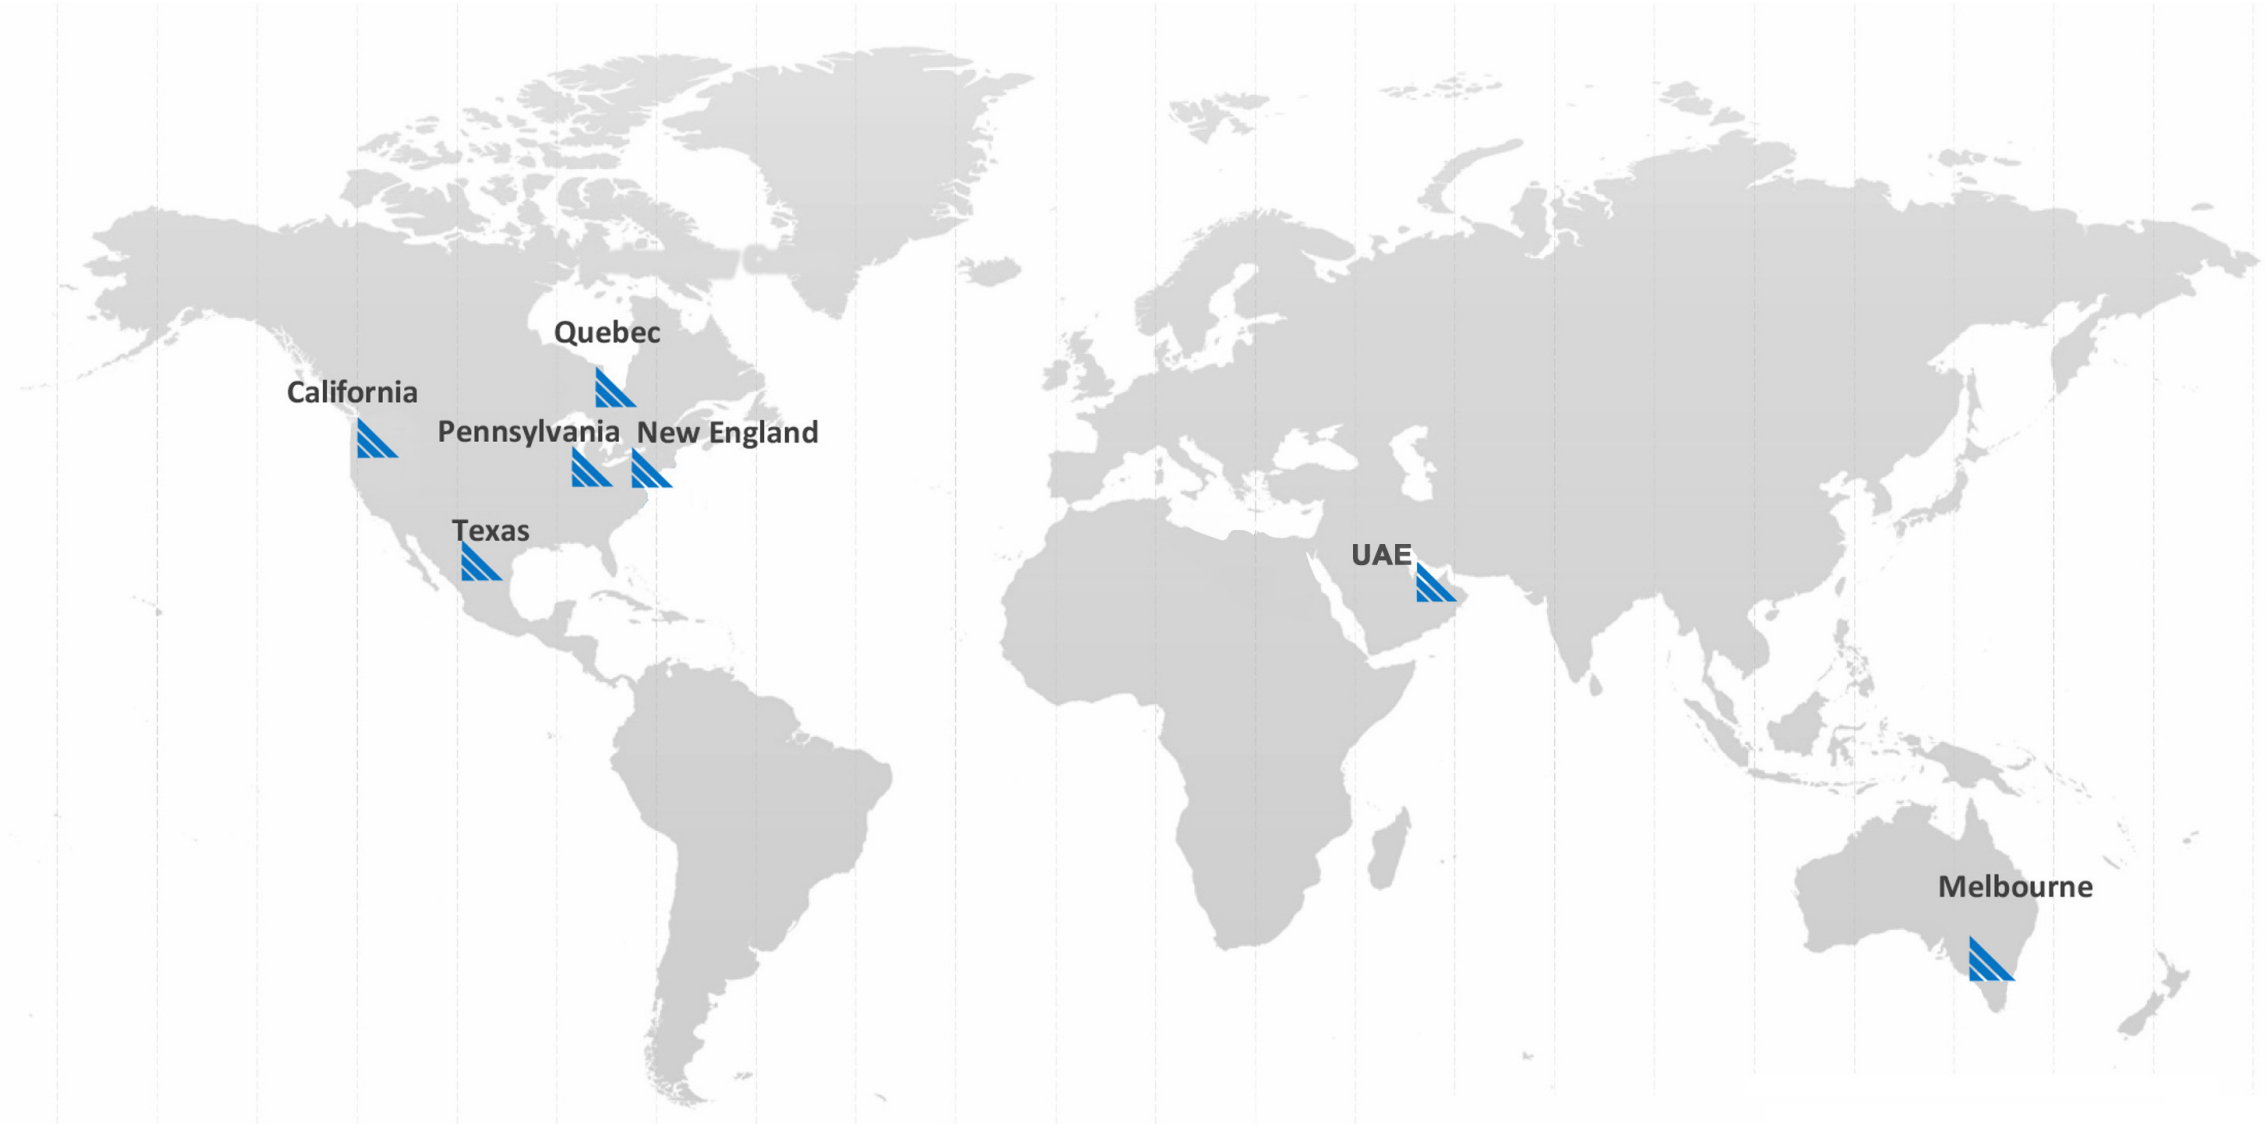 Quebec
California
Pennsylvania
New England
Texas
UAE
Melbourne